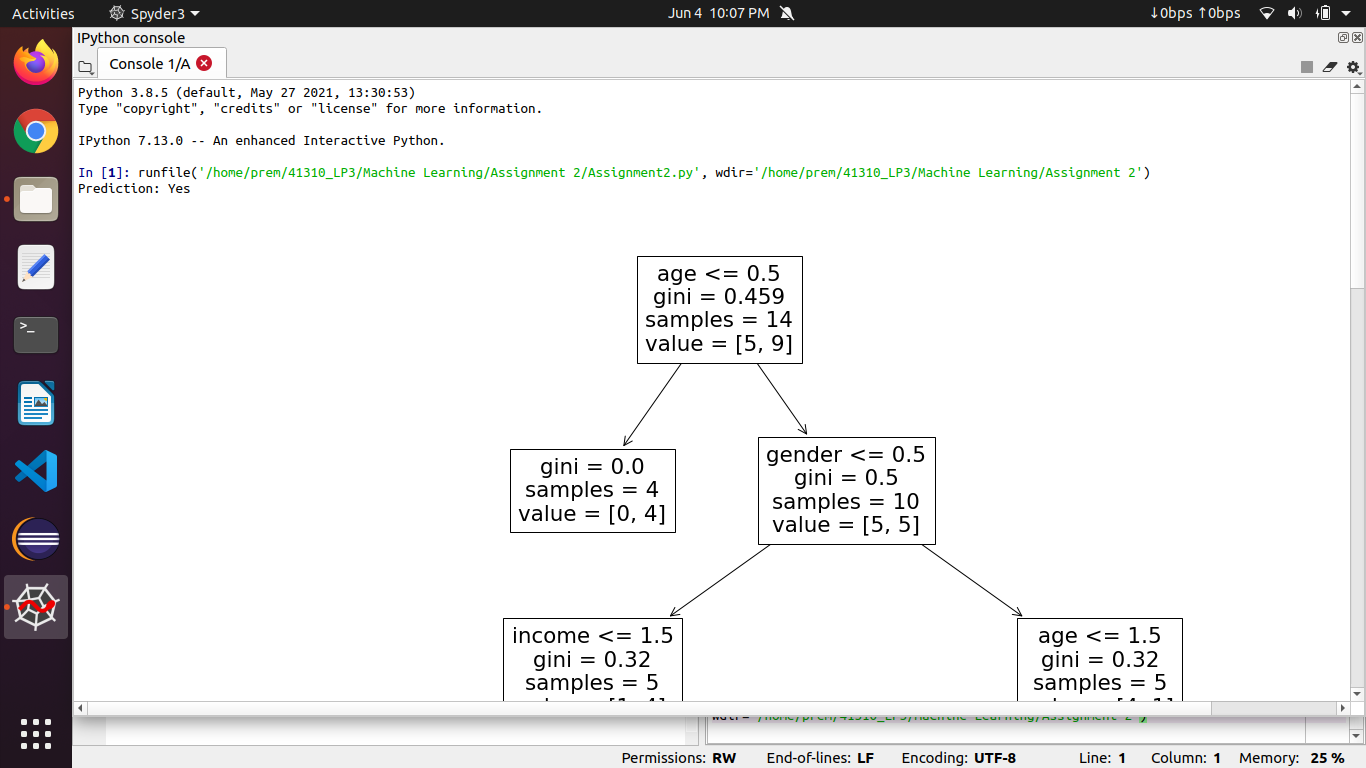 Activities Spyder3 Jun 4 10:07 PM ↓0bps ↑0bps
IPython console
Console 1/A
Python 3.8.5 (default, May 27 2021, 13:30:53)
Type "copyright", "credits" or "license" for more information.
IPython 7.13.0 -- An enhanced Interactive Python.
In [1]: runfile('/home/prem/41310_LP3/Machine Learning/Assignment 2/Assignment2.py', wdir='/home/prem/41310_LP3/Machine Learning/Assignment 2')
Prediction: Yes
age <= 0.5
gini = 0.459
samples = 14
value = [5, 9]
gini = 0.0
samples = 4
value = [0, 4]
gender <= 0.5
gini = 0.5
samples = 10
value = [5, 5]
income <= 1.5
gini = 0.32
samples = 5
value = [1, 4]
age <= 1.5
gini = 0.32
samples = 5
value = [4, 1]
wdir='/home/prem/41310_LP3/Machine Learning/Assignment 2')
Permissions: RW End-of-lines: LF Encoding: UTF-8 Line: 1 Column: 1 Memory: 25 %